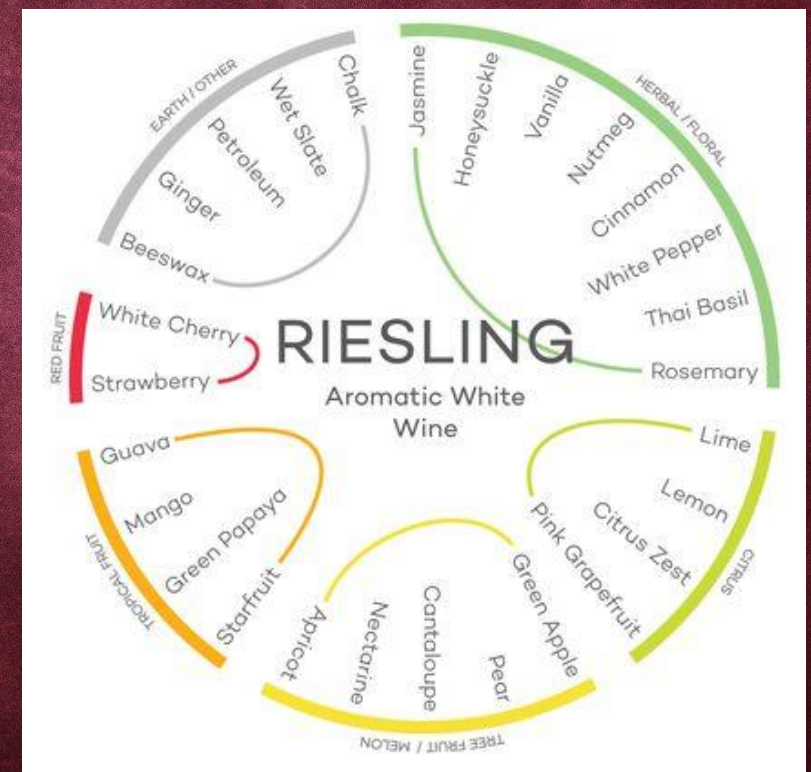 RIESLING
Aromatic White
Wine
HERBAL / FLORAL
Jasmine
Honeysuckle
Vanilla
Nutmeg
Cinnamon
White Pepper
Thai Basil
Rosemary
CITRUS
Lime
Lemon
Citrus Zest
Pink Grapefruit
TREE FRUIT / MELON
Green Apple
Pear
Cantaloupe
Nectarine
Apricot
TROPICAL FRUIT
Starfruit
Green Papaya
Mango
Guava
RED FRUIT
Strawberry
White Cherry
EARTH / OTHER
Beeswax
Ginger
Petroleum
Wet Slate
Chalk